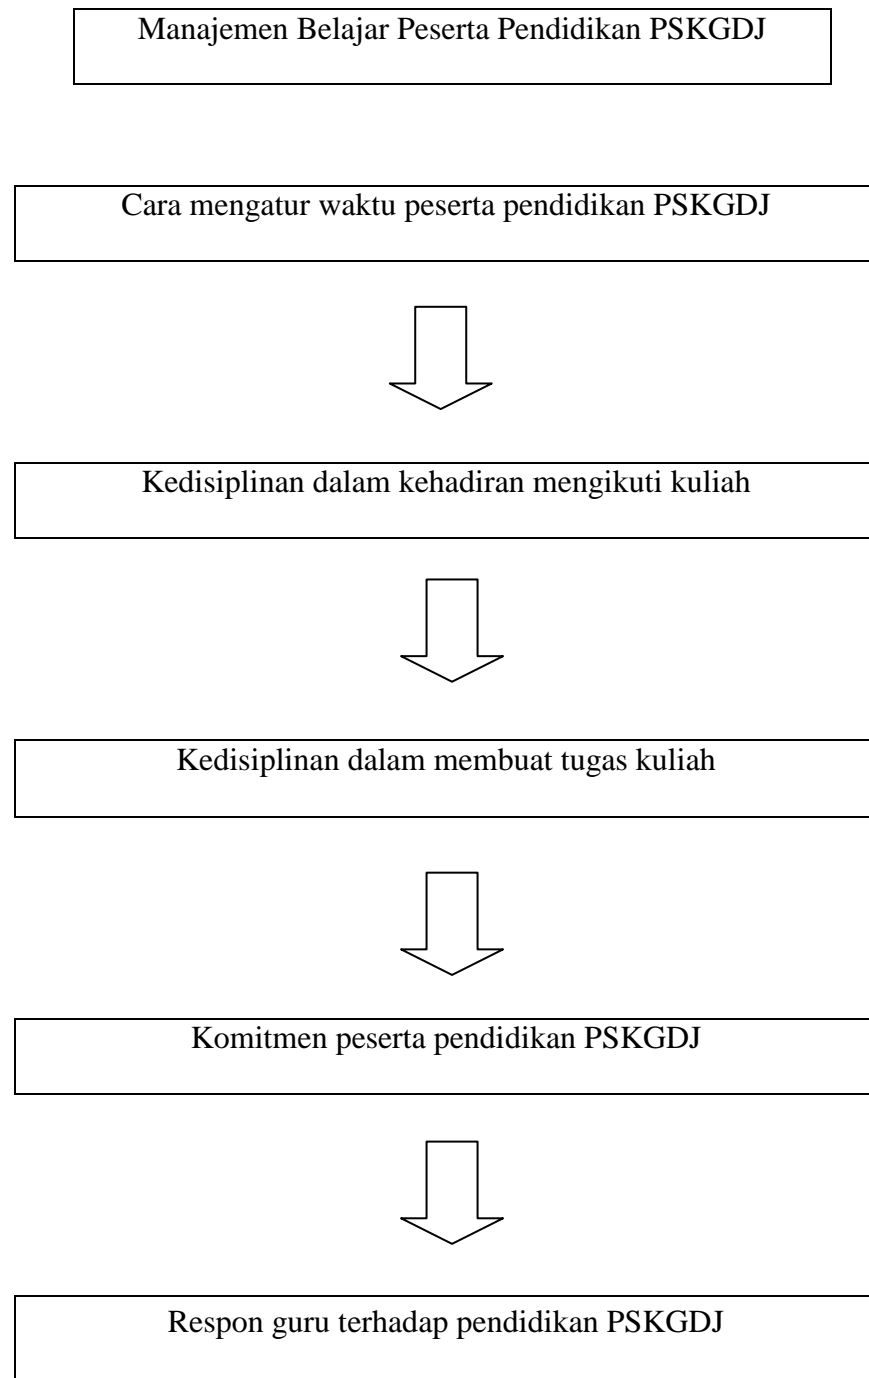 Manajemen Belajar Peserta Pendidikan PSKGDJ
Cara mengatur waktu peserta pendidikan PSKGDJ
Kedisiplinan dalam kehadiran mengikuti kuliah
Kedisiplinan dalam membuat tugas kuliah
Komitmen peserta pendidikan PSKGDJ
Respon guru terhadap pendidikan PSKGDJ